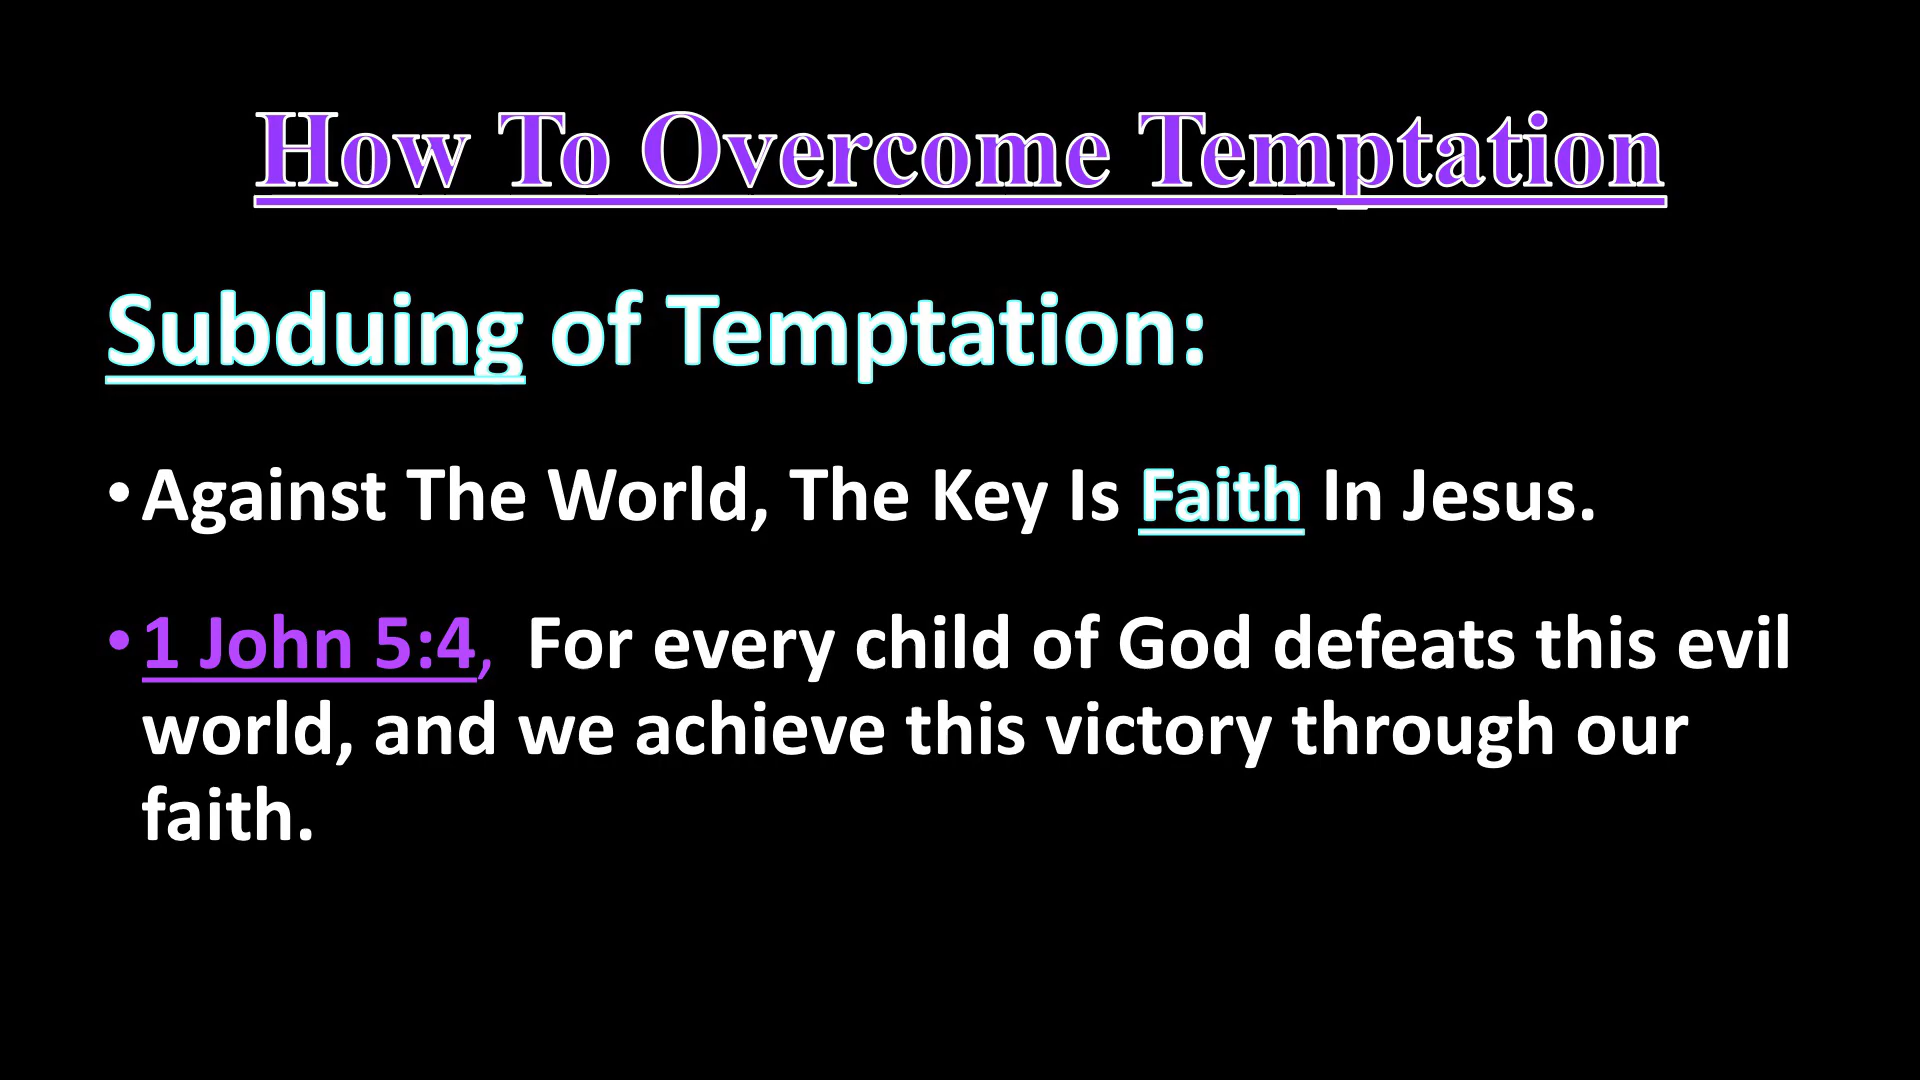 How To Overcome Temptation
Subduing of Temptation:
•Against The World, The Key Is Faith In Jesus.
•1 John 5:4,  For every child of God defeats this evil
world, and we achieve this victory through our
faith.